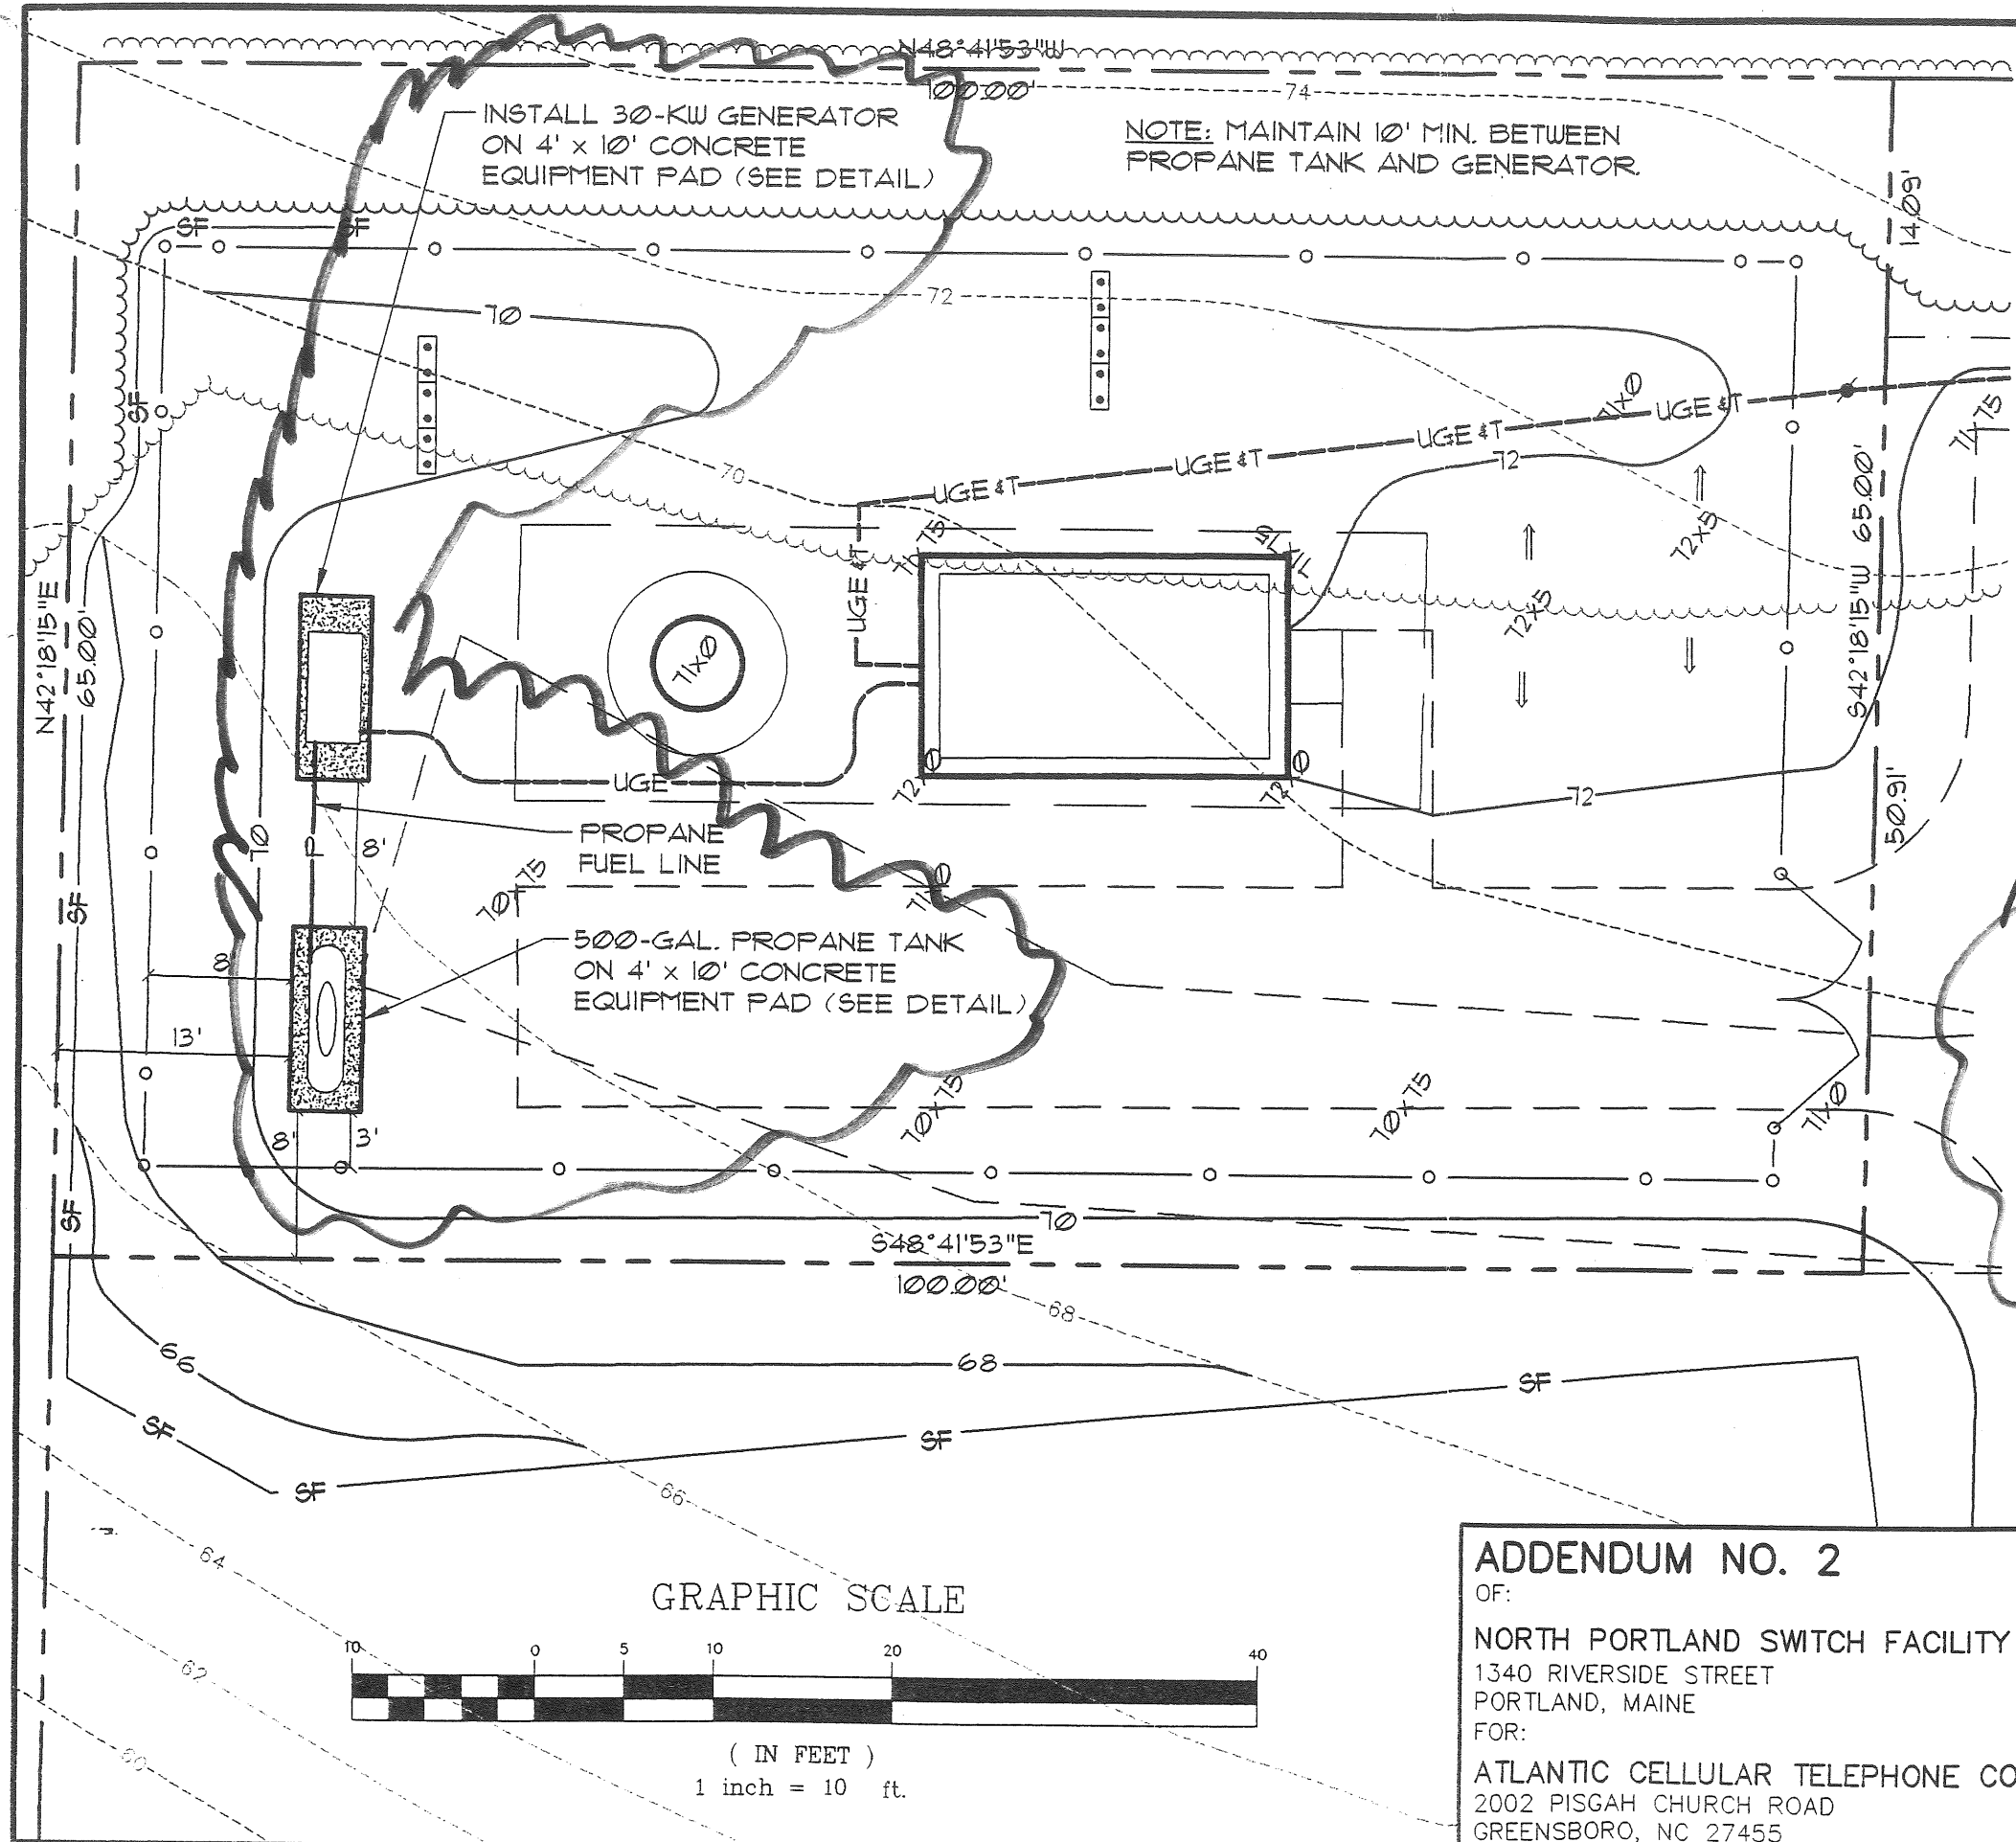 N48°41'53"W
100.00'
74
INSTALL 30-KW GENERATOR
ON 4' x 10' CONCRETE
EQUIPMENT PAD (SEE DETAIL)
NOTE: MAINTAIN 10' MIN. BETWEEN
PROPANE TANK AND GENERATOR.
14.09'
SF
SF
72
70
SF
71x0
UGE &T
UGE &T
UGE &T
UGE &T
72
71x75
70
75
UGE &T
72x5
72x5
S42°18'15"W 65.00'
N42°18'15"E
65.00'
71x0
UGE
72
72
72
50.91'
70
P
8'
PROPANE
FUEL LINE
70 75
71x0
SF
500-GAL. PROPANE TANK
ON 4' x 10' CONCRETE
EQUIPMENT PAD (SEE DETAIL)
8'
13'
8'
3'
70x75
70x75
71x0
SF
70
S48°41'53"E
100.00'
68
66
68
SF
SF
SF
SF
66
64
62
60
GRAPHIC SCALE
10 0 5 10 20 40
( IN FEET )
1 inch = 10 ft.
ADDENDUM NO. 2
OF:
NORTH PORTLAND SWITCH FACILITY
1340 RIVERSIDE STREET
PORTLAND, MAINE
FOR:
ATLANTIC CELLULAR TELEPHONE CO
2002 PISGAH CHURCH ROAD
GREENSBORO, NC 27455